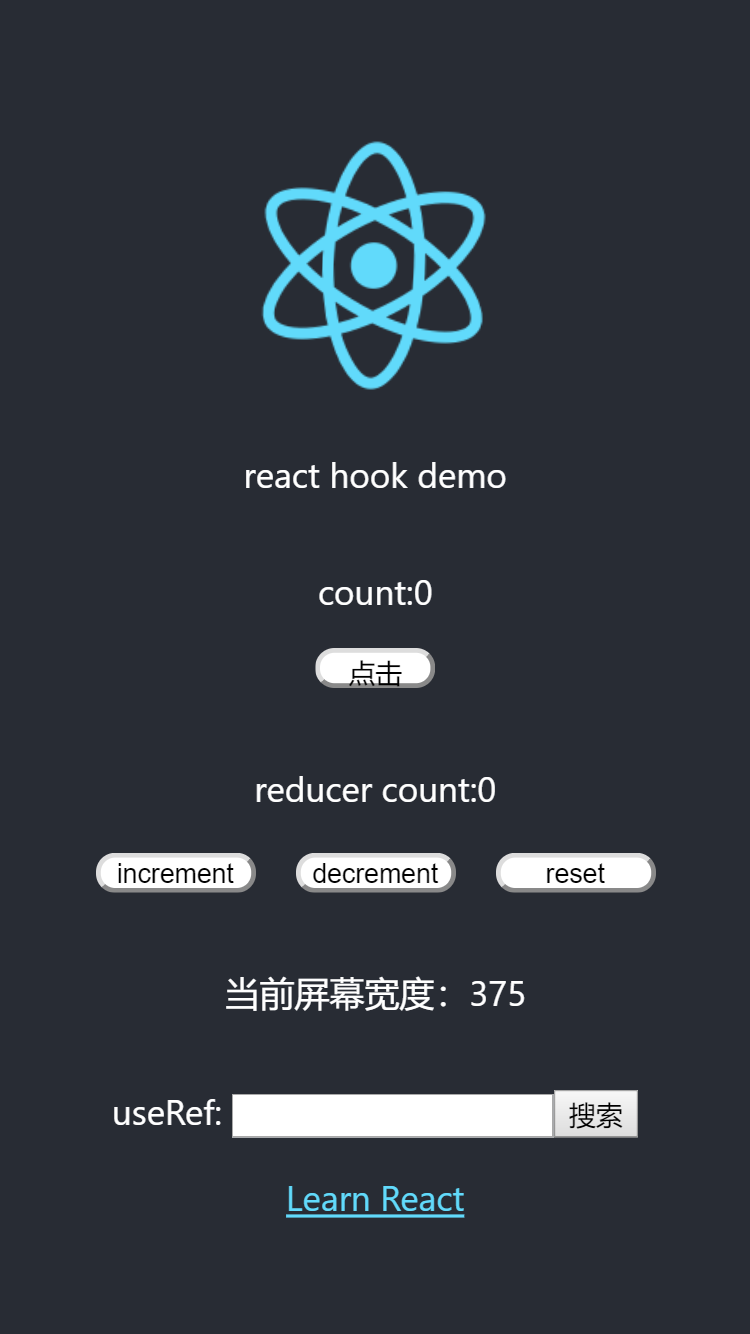 react hook demo
count:0
点击
reducer count:0
increment decrement reset
当前屏幕宽度：375
useRef: 搜索
Learn React